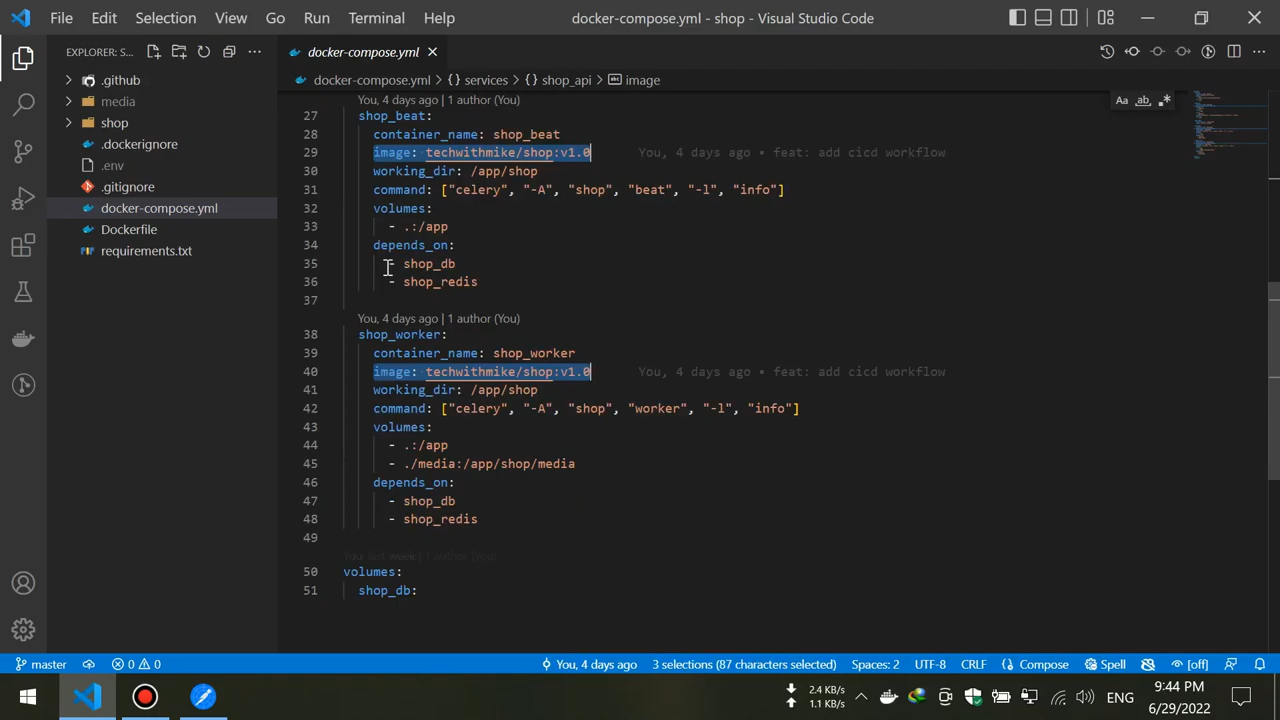 File Edit Selection View Go Run Terminal Help
docker-compose.yml - shop - Visual Studio Code
EXPLORER: S...
.github
media
shop
.dockerignore
.env
.gitignore
docker-compose.yml
Dockerfile
requirements.txt
docker-compose.yml
docker-compose.yml > {} services > {} shop_api > image
Aa ab
You, 4 days ago | 1 author (You)
27 shop_beat:
28 container_name: shop_beat
29 image: techwithmike/shop:v1.0 You, 4 days ago • feat: add cicd workflow
30 working_dir: /app/shop
31 command: ["celery", "-A", "shop", "beat", "-l", "info"]
32 volumes:
33 - .:/app
34 depends_on:
35 - shop_db
36 - shop_redis
37
You, 4 days ago | 1 author (You)
38 shop_worker:
39 container_name: shop_worker
40 image: techwithmike/shop:v1.0 You, 4 days ago • feat: add cicd workflow
41 working_dir: /app/shop
42 command: ["celery", "-A", "shop", "worker", "-l", "info"]
43 volumes:
44 - .:/app
45 - ./media:/app/shop/media
46 depends_on:
47 - shop_db
48 - shop_redis
49
You, last week | 1 author (You)
50 volumes:
51 shop_db:
master 0 0 You, 4 days ago 3 selections (87 characters selected) Spaces: 2 UTF-8 CRLF Compose Spell [off]
2.4 KB/s
1.1 KB/s
ENG
9:44 PM
6/29/2022